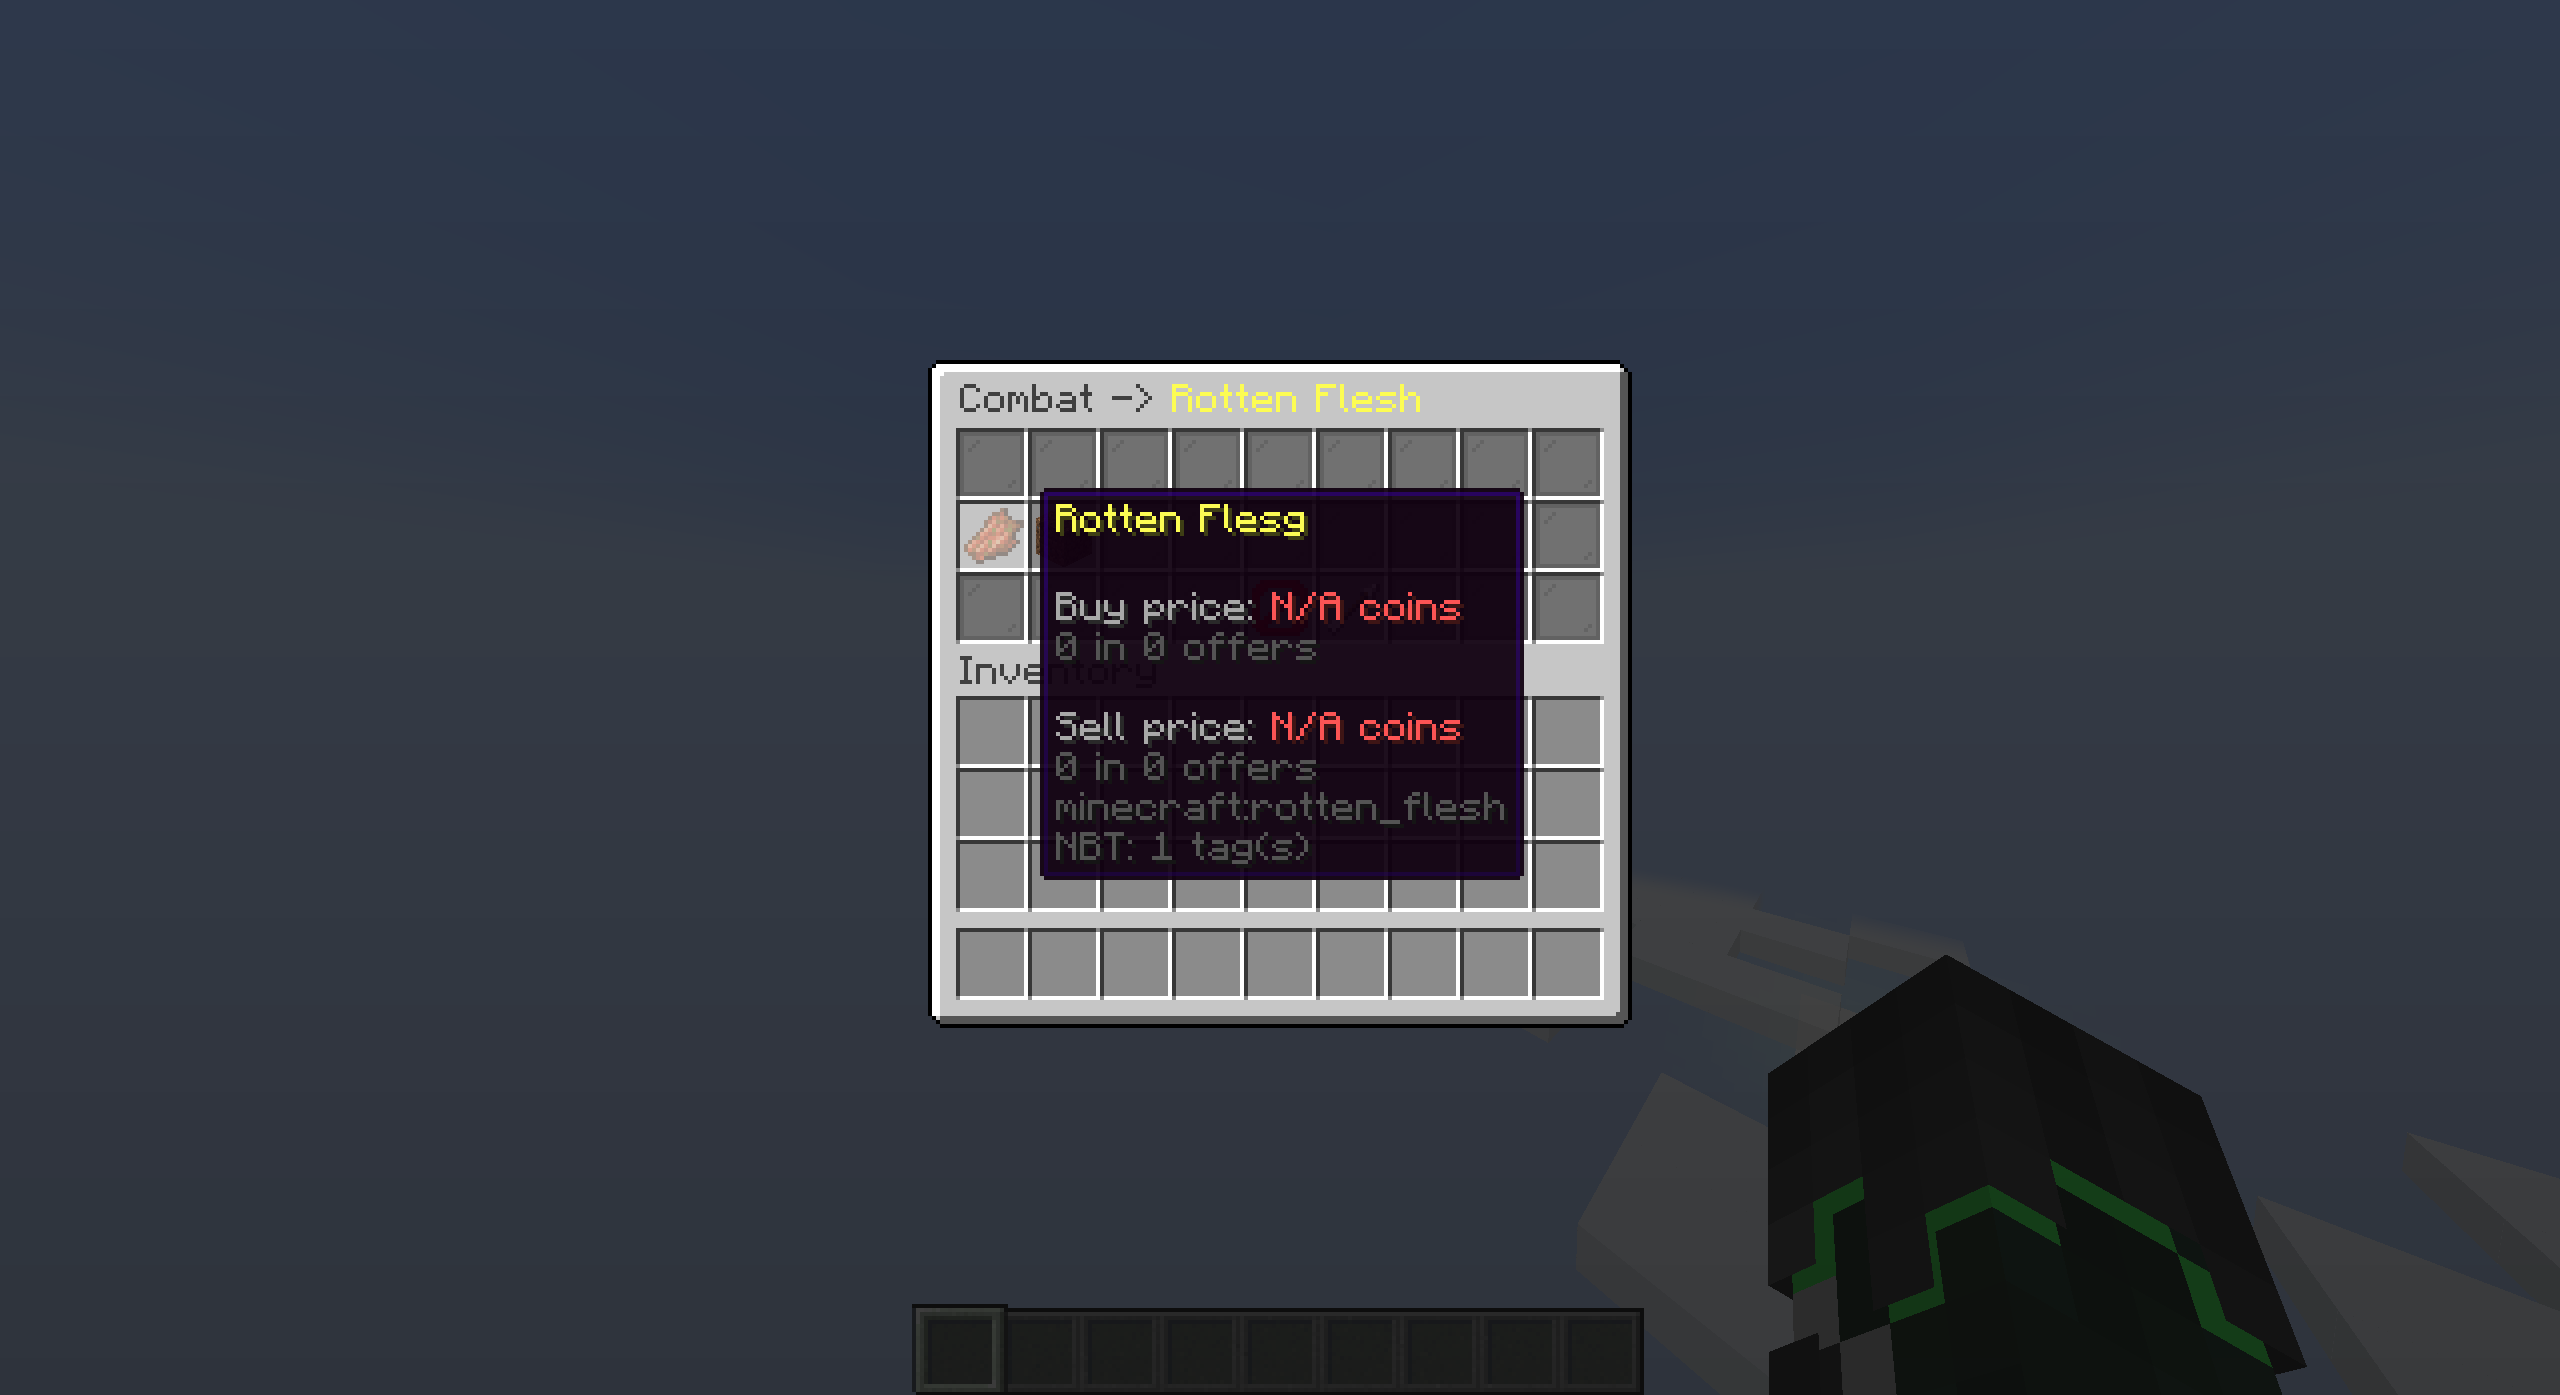 Combat -> Rotten Flesh
Rotten Flesg
Buy price: N/A coins
0 in 0 offers
Inventory
Sell price: N/A coins
0 in 0 offers
minecraft:rotten_flesh
NBT: 1 tag(s)